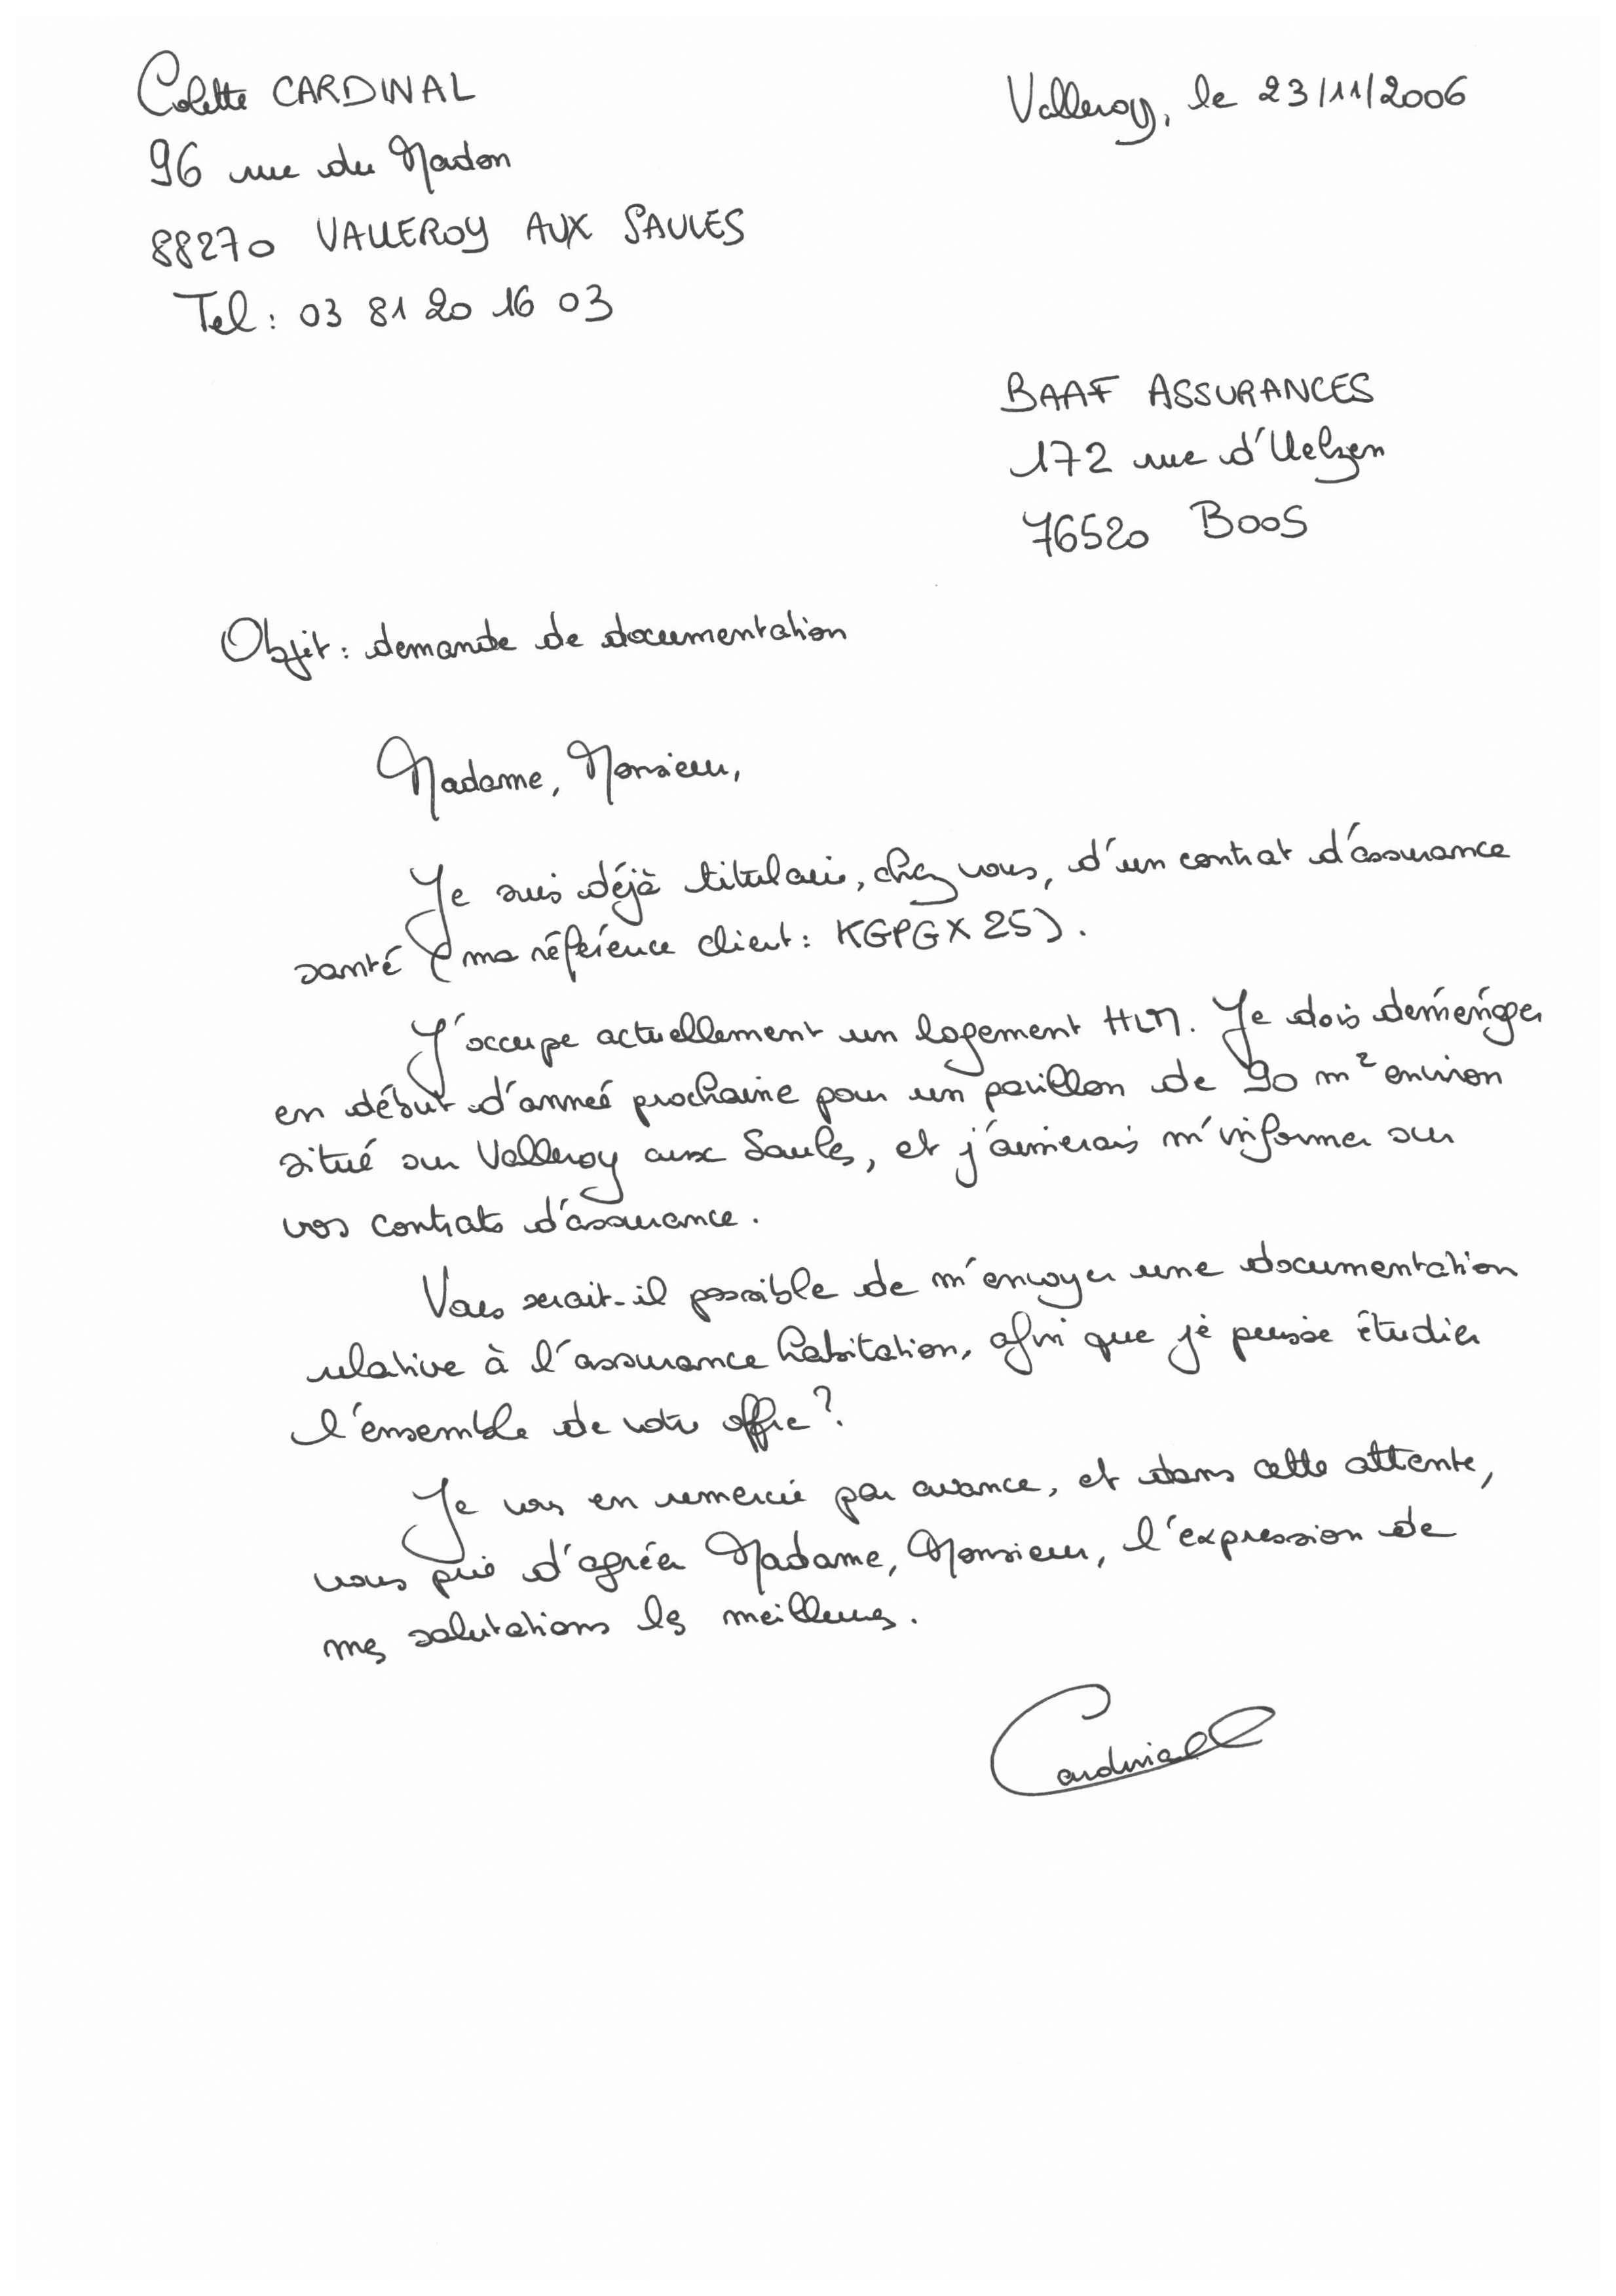 Colette CARDINAL
Valleroy, le 23/11/2006
96 rue du Madon
88270 VALLEROY AUX SAULES
Tel : 03 81 20 16 03
BAAF ASSURANCES
172 rue d'Uelzen
76520 BOOS
Objet : demande de documentation
Madame, Monsieur,
Je suis déjà titulaire, chez vous, d'un contrat d'assurance
santé (ma référence client : KGPGX25).
J'occupe actuellement un logement HLM. Je dois déménager
en début d'année prochaine pour un pavillon de 90 m² environ
situé sur Valleroy aux Saules, et j'aimerais m'informer sur
vos contrats d'assurance.
Vous serait-il possible de m'envoyer une documentation
relative à l'assurance habitation, afin que je puisse étudier
l'ensemble de votre offre ?
Je vous en remercie par avance, et dans cette attente,
vous prie d'agréer Madame, Monsieur, l'expression de
mes salutations les meilleures.
Cardinal